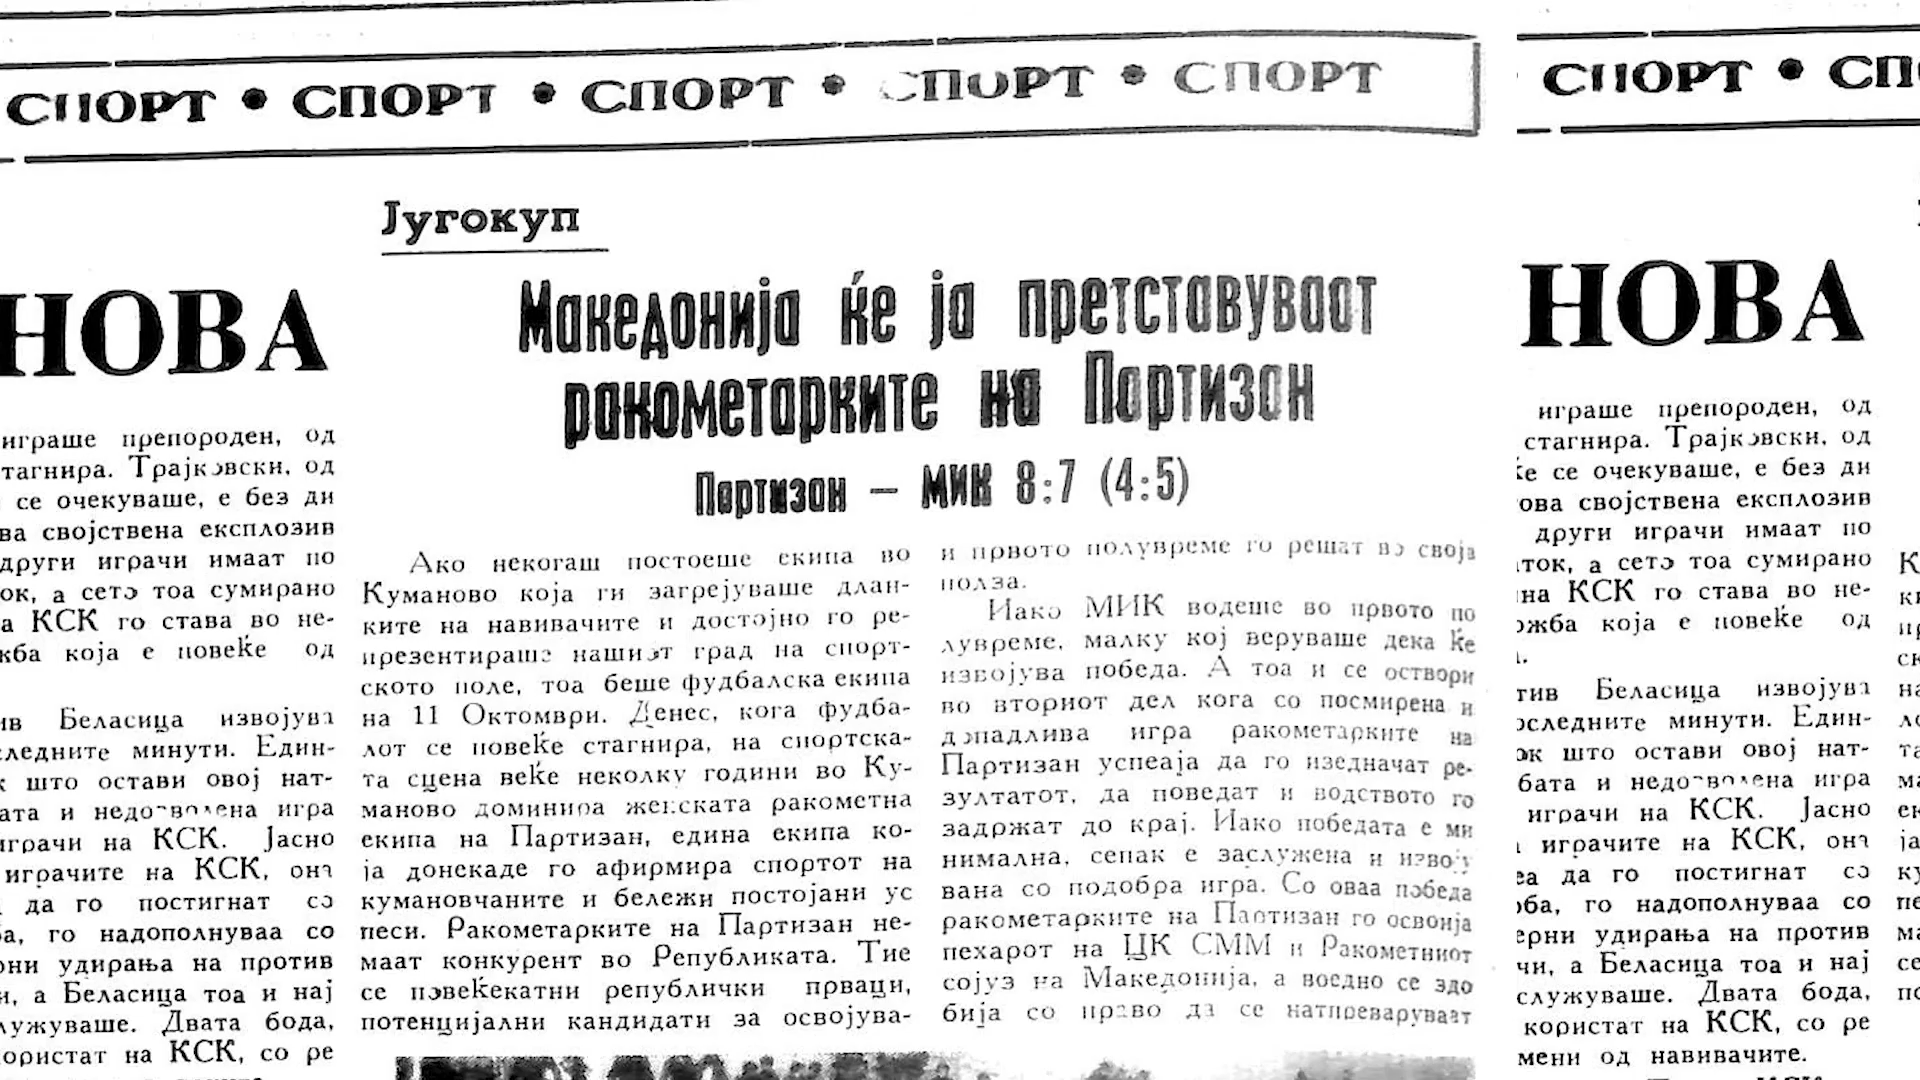 СПОРТ • СПОРТ • СПОРТ • СПОРТ • СПОРТ
Југокуп
Македонија ќе ја претставуваат
ракометарките на Партизан
Партизан — МИК 8:7 (4:5)
Ако некогаш постоеше екипа во
Куманово која ги загрејуваше длан-
ките на навивачите и достојно го ре-
презентираше нашиот град на спорт-
ското поле, тоа беше фудбалска екипа
на 11 Октомври. Денес, кога фудба-
лот се повеќе стагнира, на спортска-
та сцена веќе неколку години во Ку-
маново доминира женската ракометна
екипа на Партизан, едина екипа ко-
ја донекаде го афирмира спортот на
кумановчаните и бележи постојани ус
песи. Ракометарките на Партизан не-
маат конкурент во Републиката. Тие
се повеќекатни републички прваци,
потенцијални кандидати за освојува-
и првото полувреме го решат во своја
полза.
Иако МИК водеше во првото по
лувреме, малку кој веруваше дека ќе
извојува победа. А тоа и се оствори
во вториот дел кога со посмирена и
допадлива игра ракометарките на
Партизан успеаја да го изедначат ре-
зултатот, да поведат и водството го
задржат до крај. Иако победата е ми
нимална, сепак е заслужена и извоју
вана со подобра игра. Со оваа победа
ракометарките на Партизан го освоија
пехарот на ЦК СММ и Ракометниот
сојуз на Македонија, а воедно се здо
бија со право да се натпреваруваат
НОВА
играше препороден, од
стагнира. Трајковски, од
ќе се очекуваше, е без ди
ова својствена експлозив
други играчи имаат по
ток, а сето тоа сумирано
на КСК го става во не-
жба која е повеќе од
тив Беласица извојува
оследните минути. Един-
ок што остави овој нат-
бата и недозволена игра
играчи на КСК. Јасно
играчите на КСК, она
да го постигнат со
ба, го надополнуваа со
ерни удирања на против
чи, а Беласица тоа и нај
служуваше. Двата бода,
користат на КСК, со ре
НОВА
СПОРТ •
играше препороден, од
стагнира. Трајковски, од
ќе се очекуваше, е без ди
ова својствена експлозив
други играчи имаат по
ток, а сето тоа сумирано
на КСК го става во не-
ожба која е повеќе од
тив Беласица извојува
оследните минути. Един-
ок што остави овој нат-
бата и недозволена игра
играчи на КСК. Јасно
играчите на КСК, она
да го постигнат со
оба, го надополнуваа со
ерни удирања на против
чи, а Беласица тоа и нај
служуваше. Двата бода,
користат на КСК, со ре
мени од навивачите.